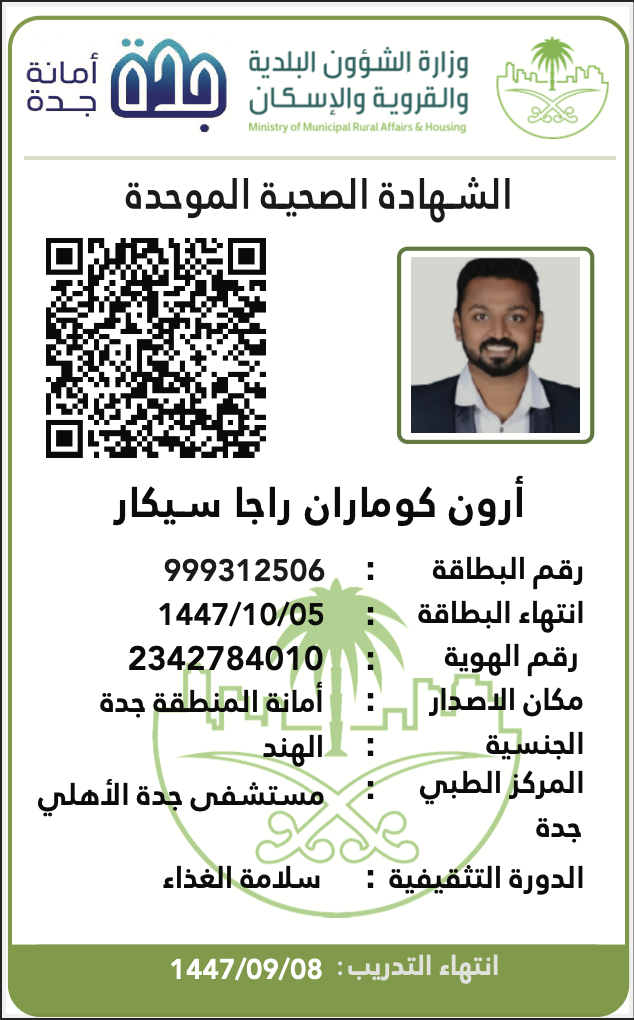 أمانة
جدة
جدة
وزارة الشؤون البلدية
والقروية والإسكان
Ministry of Municipal Rural Affairs & Housing
الشهادة الصحية الموحدة
أرون كوماران راجا سيكار
رقم البطاقة : 999312506
انتهاء البطاقة : 1447/10/05
رقم الهوية : 2342784010
مكان الاصدار : أمانة المنطقة جدة
الجنسية : الهند
المركز الطبي : مستشفى جدة الأهلي
جدة
الدورة التثقيفية : سلامة الغذاء
انتهاء التدريب : 1447/09/08